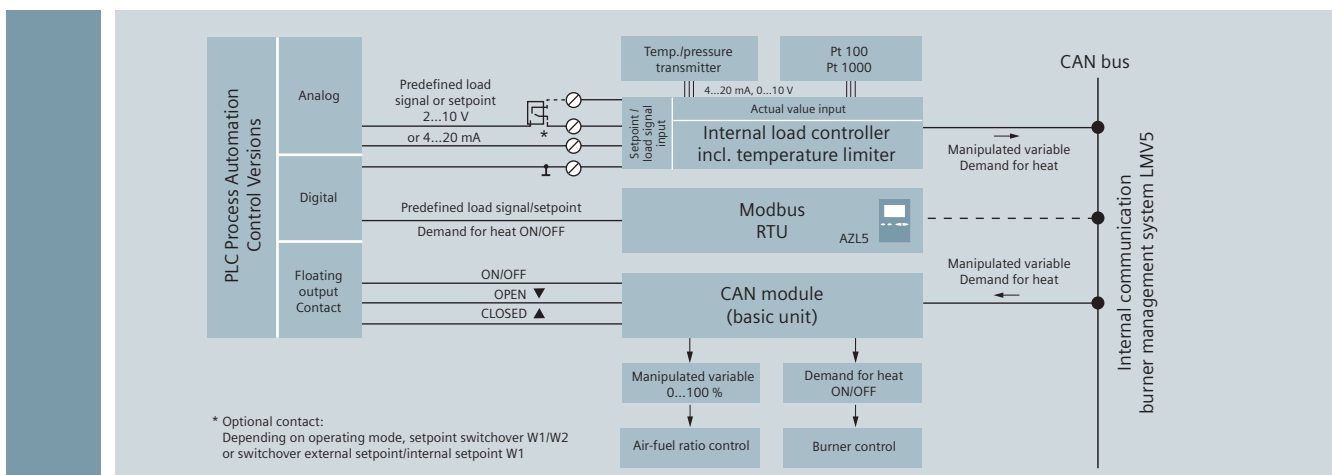 PLC Process Automation
Control Versions
Analog
Digital
Floating
output
Contact
Predefined load
signal or setpoint
2...10 V
or 4...20 mA
*
Predefined load signal/setpoint
Demand for heat ON/OFF
ON/OFF
OPEN ▼
CLOSED ▲
Temp./pressure
transmitter
Pt 100
Pt 1000
4...20 mA, 0...10 V
Setpoint /
load signal
input
Actual value input
Internal load controller
incl. temperature limiter
Modbus
RTU
AZL5
CAN module
(basic unit)
Manipulated variable
0...100 %
Demand for heat
ON/OFF
Air-fuel ratio control
Burner control
CAN bus
Manipulated variable
Demand for heat
Manipulated variable
Demand for heat
Internal communication
burner management system LMV5
* Optional contact:
Depending on operating mode, setpoint switchover W1/W2
or switchover external setpoint/internal setpoint W1